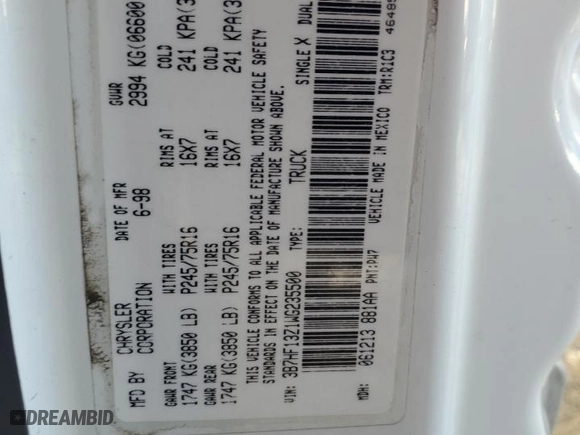 MFD BY CHRYSLER CORPORATION DATE OF MFR 6-98 GVWR 2994 KG(06600
GAWR FRONT WITH TIRES RIMS AT COLD
1747 KG(3850 LB) P245/75R16 16X7 241 KPA(3
GAWR REAR WITH TIRES RIMS AT COLD
1747 KG(3850 LB) P245/75R16 16X7 241 KPA(3
THIS VEHICLE CONFORMS TO ALL APPLICABLE FEDERAL MOTOR VEHICLE SAFETY
STANDARDS IN EFFECT ON THE DATE OF MANUFACTURE SHOWN ABOVE.
VIN: 3B7HF13Z1WG235500 TYPE: TRUCK SINGLE X DUAL
MDH: 061213 881AA PNT:PW7 VEHICLE MADE IN MEXICO TRM:R1C3 46485
DREAMBID.COM